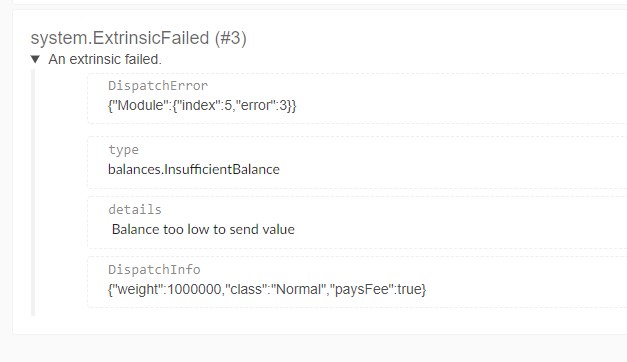 system.ExtrinsicFailed (#3)
▼ An extrinsic failed.
DispatchError
{"Module":{"index":5,"error":3}}
type
balances.InsufficientBalance
details
Balance too low to send value
DispatchInfo
{"weight":1000000,"class":"Normal","paysFee":true}